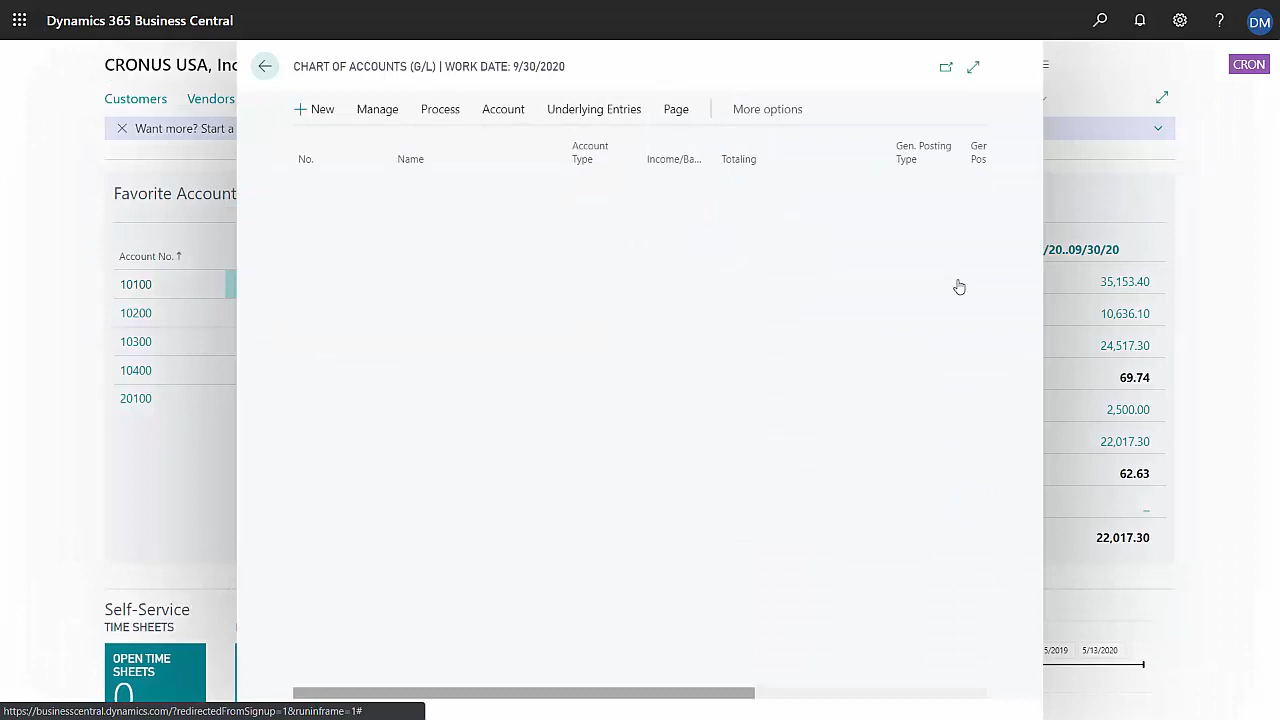 Dynamics 365 Business Central
DM
CRONUS USA, Inc
CRON
CHART OF ACCOUNTS (G/L) | WORK DATE: 9/30/2020
Customers Vendors
New Manage Process Account Underlying Entries Page More options
Want more? Start a
No. Name Account Type Income/Ba... Totaling Gen. Posting Type Ger Pos
Favorite Account
Account No.
10100
10200
10300
10400
20100
/20..09/30/20
35,153.40
10,636.10
24,517.30
69.74
2,500.00
22,017.30
62.63
_
22,017.30
Self-Service
TIME SHEETS
OPEN TIME
SHEETS
0
5/2019 5/13/2020
https://businesscentral.dynamics.com/?redirectedFromSignup=1&runinframe=1#